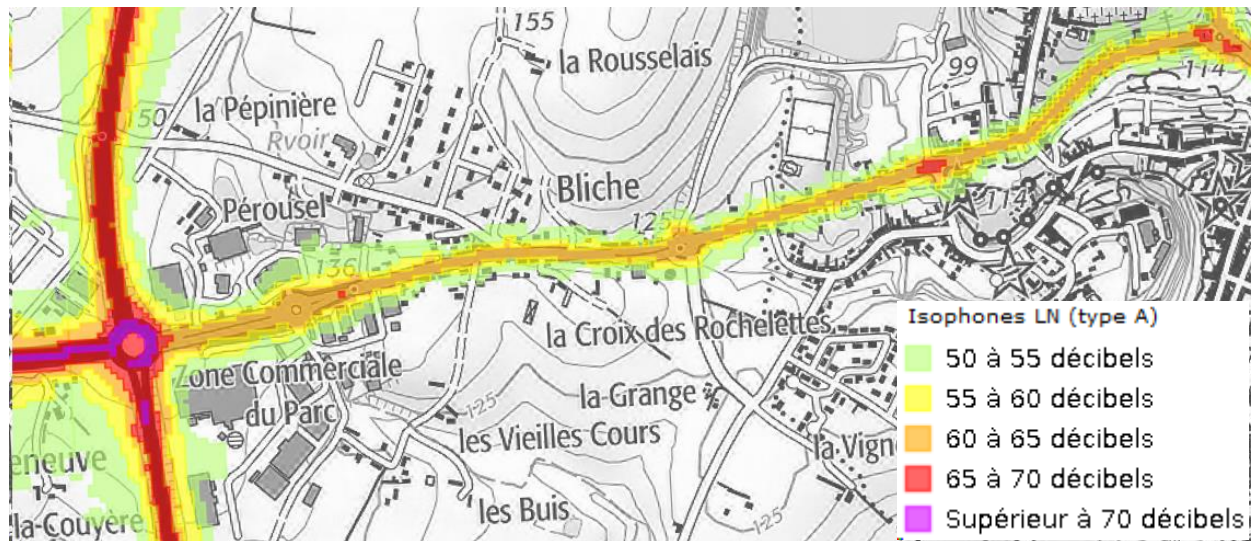 155
la Rousselais
99
114
la Pépinière
150
Rvoir
Bliche
Pérousel
125
114
136
la Croix des Rochelettes
Zone Commerciale
du Parc
la Grange
125
les Vieilles Cours
la Vign
eneuve
les Buis
125
la-Couyère
Isophones LN (type A)
50 à 55 décibels
55 à 60 décibels
60 à 65 décibels
65 à 70 décibels
Supérieur à 70 décibels